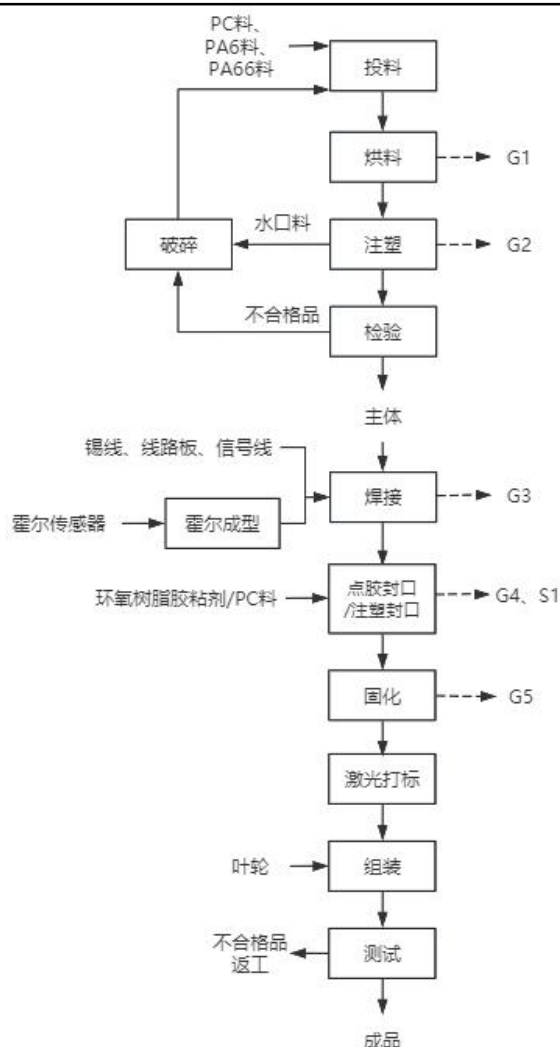 PC料、
PA6料、
PA66料
投料
烘料
G1
水口料
破碎
注塑
G2
不合格品
检验
主体
锡线、线路板、信号线
焊接
G3
霍尔传感器
霍尔成型
环氧树脂胶粘剂/PC料
点胶封口
/注塑封口
G4、S1
固化
G5
激光打标
叶轮
组装
不合格品
返工
测试
成品